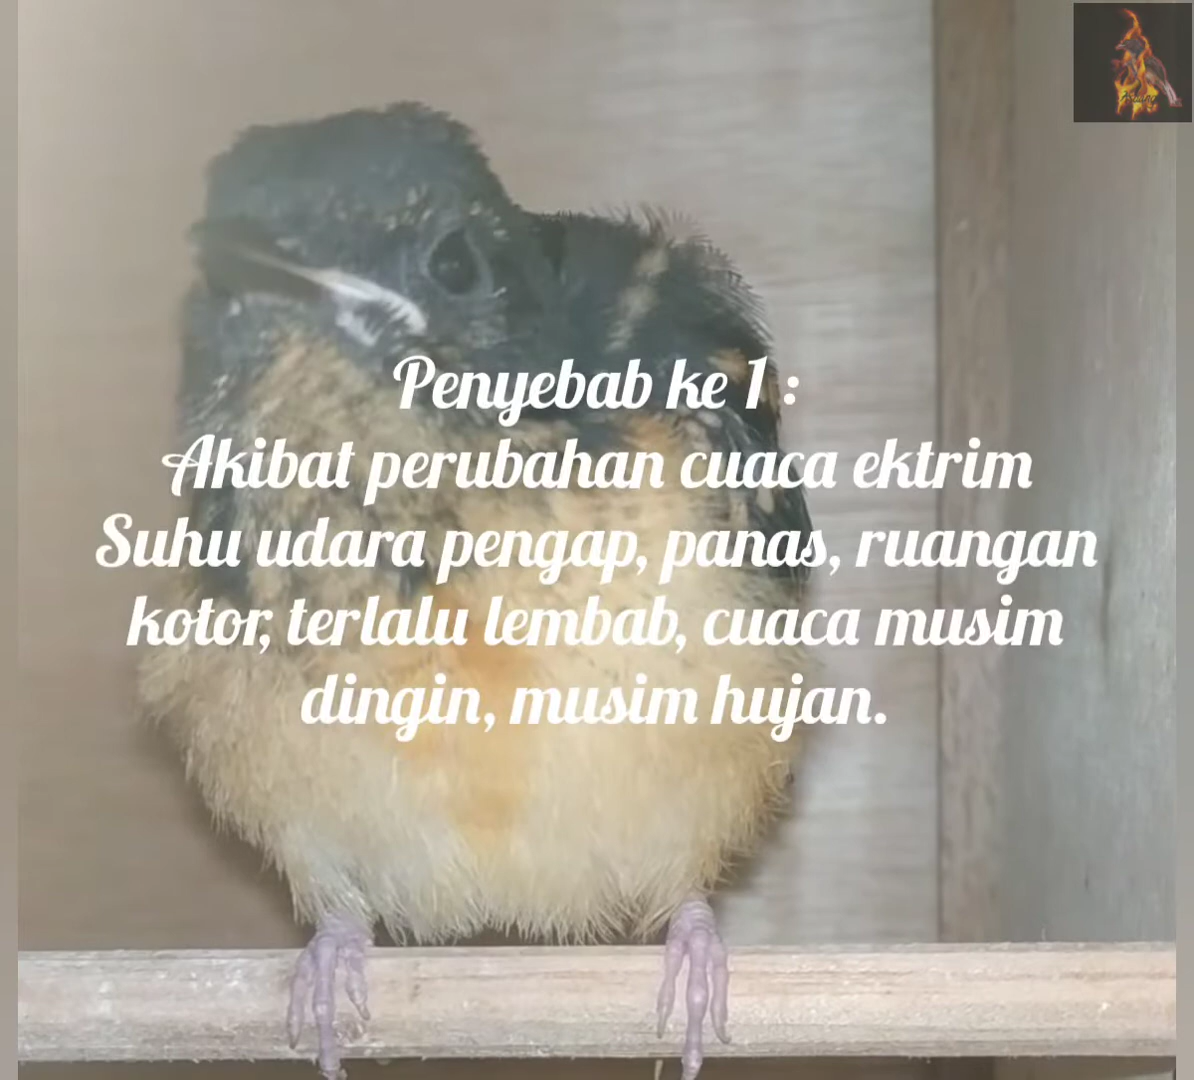 Penyebab ke 1 :
Akibat perubahan cuaca ektrim
Suhu udara pengap, panas, ruangan
kotor, terlalu lembab, cuaca musim
dingin, musim hujan.